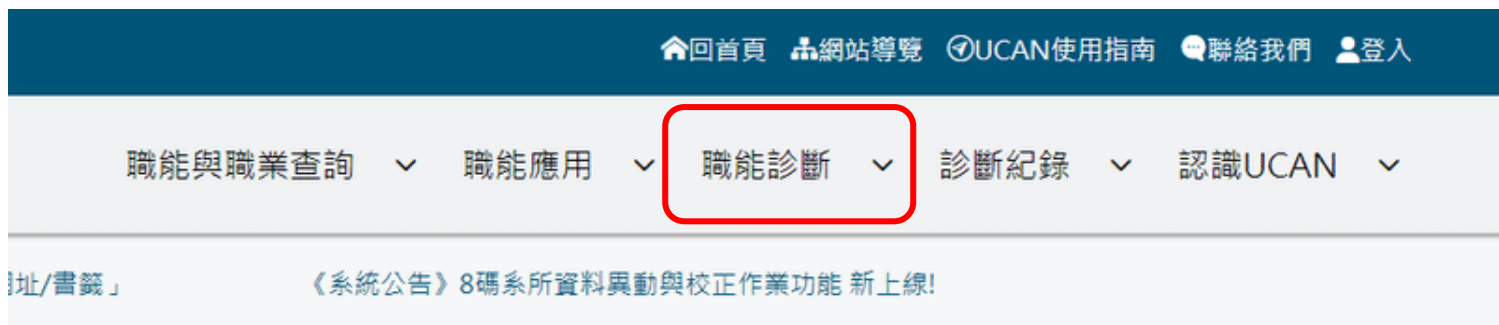 回首頁 網站導覽 UCAN使用指南 聯絡我們 登入
職能與職業查詢 職能應用 職能診斷 診斷紀錄 認識UCAN
址/書籤」 《系統公告》8碼系所資料異動與校正作業功能 新上線!